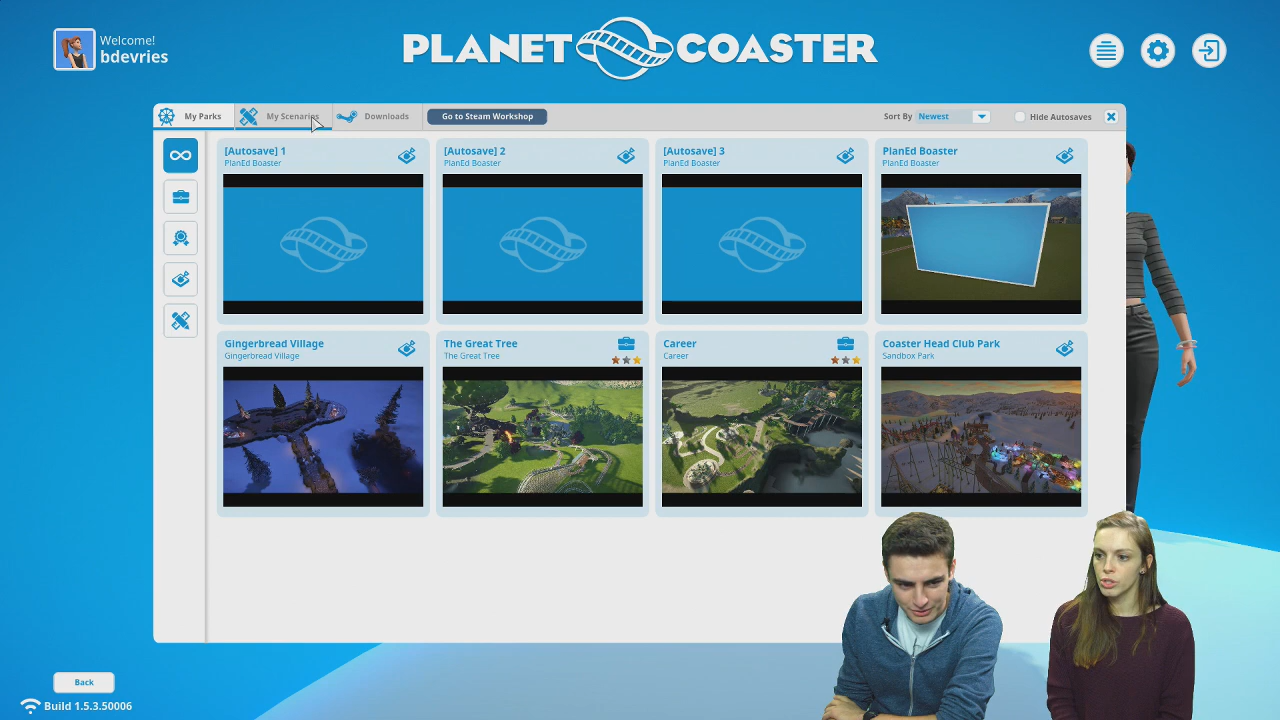 Welcome!
bdevries
PLANET COASTER
My Parks
My Scenarios
Downloads
Go to Steam Workshop
Sort By Newest
Hide Autosaves
[Autosave] 1
PlanEd Boaster
[Autosave] 2
PlanEd Boaster
[Autosave] 3
PlanEd Boaster
PlanEd Boaster
PlanEd Boaster
Gingerbread Village
Gingerbread Village
The Great Tree
The Great Tree
Career
Career
Coaster Head Club Park
Sandbox Park
Back
Build 1.5.3.50006